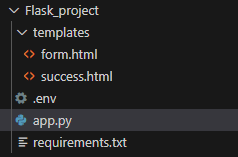 Flask_project
templates
form.html
success.html
.env
app.py
requirements.txt